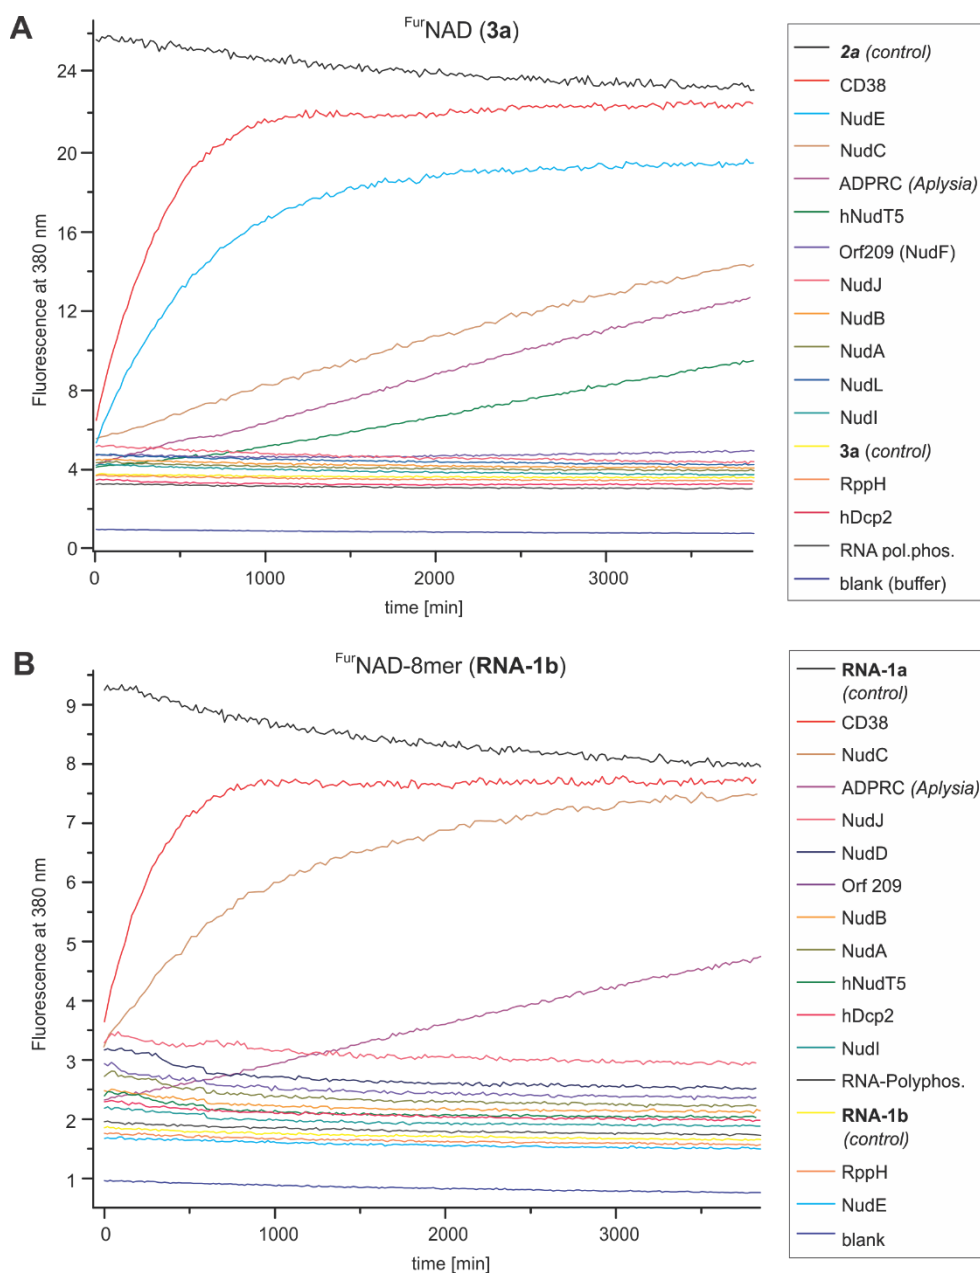 A
FurNAD (3a)
Fluorescence at 380 nm
24
20
16
12
8
4
0
0 1000 2000 3000
time [min]
2a (control)
CD38
NudE
NudC
ADPRC (Aplysia)
hNudT5
Orf209 (NudF)
NudJ
NudB
NudA
NudL
NudI
3a (control)
RppH
hDcp2
RNA pol.phos.
blank (buffer)
B
FurNAD-8mer (RNA-1b)
Fluorescence at 380 nm
9
8
7
6
5
4
3
2
1
0 1000 2000 3000
time [min]
RNA-1a
(control)
CD38
NudC
ADPRC (Aplysia)
NudJ
NudD
Orf 209
NudB
NudA
hNudT5
hDcp2
NudI
RNA-Polyphos.
RNA-1b
(control)
RppH
NudE
blank